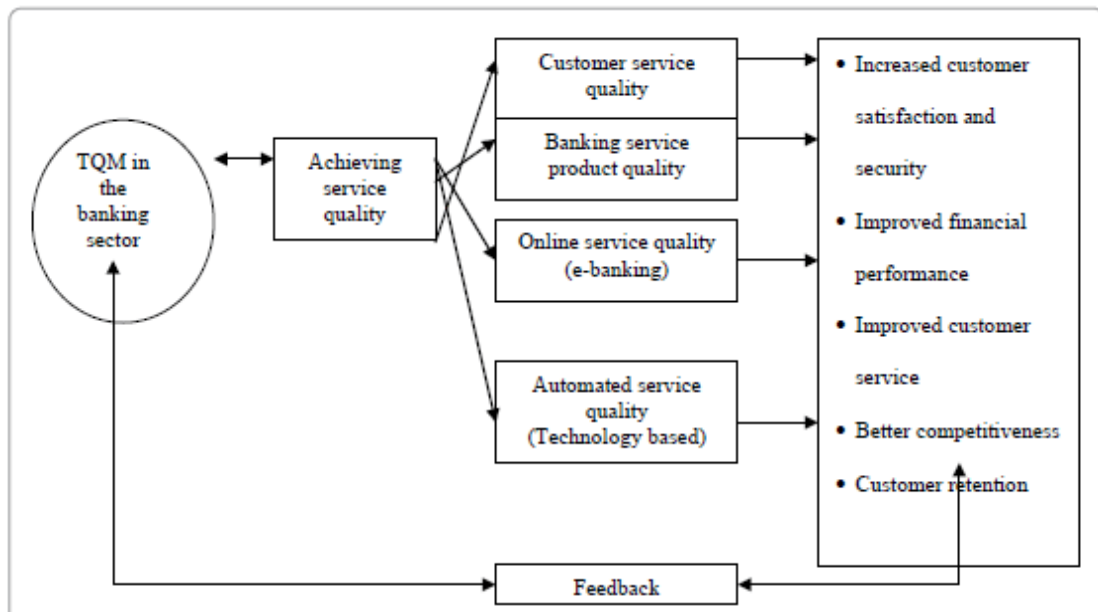 TQM in
the
banking
sector
Achieving
service
quality
Customer service
quality
Banking service
product quality
Online service quality
(e-banking)
Automated service
quality
(Technology based)
• Increased customer
satisfaction and
security
• Improved financial
performance
• Improved customer
service
• Better competitiveness
• Customer retention
Feedback